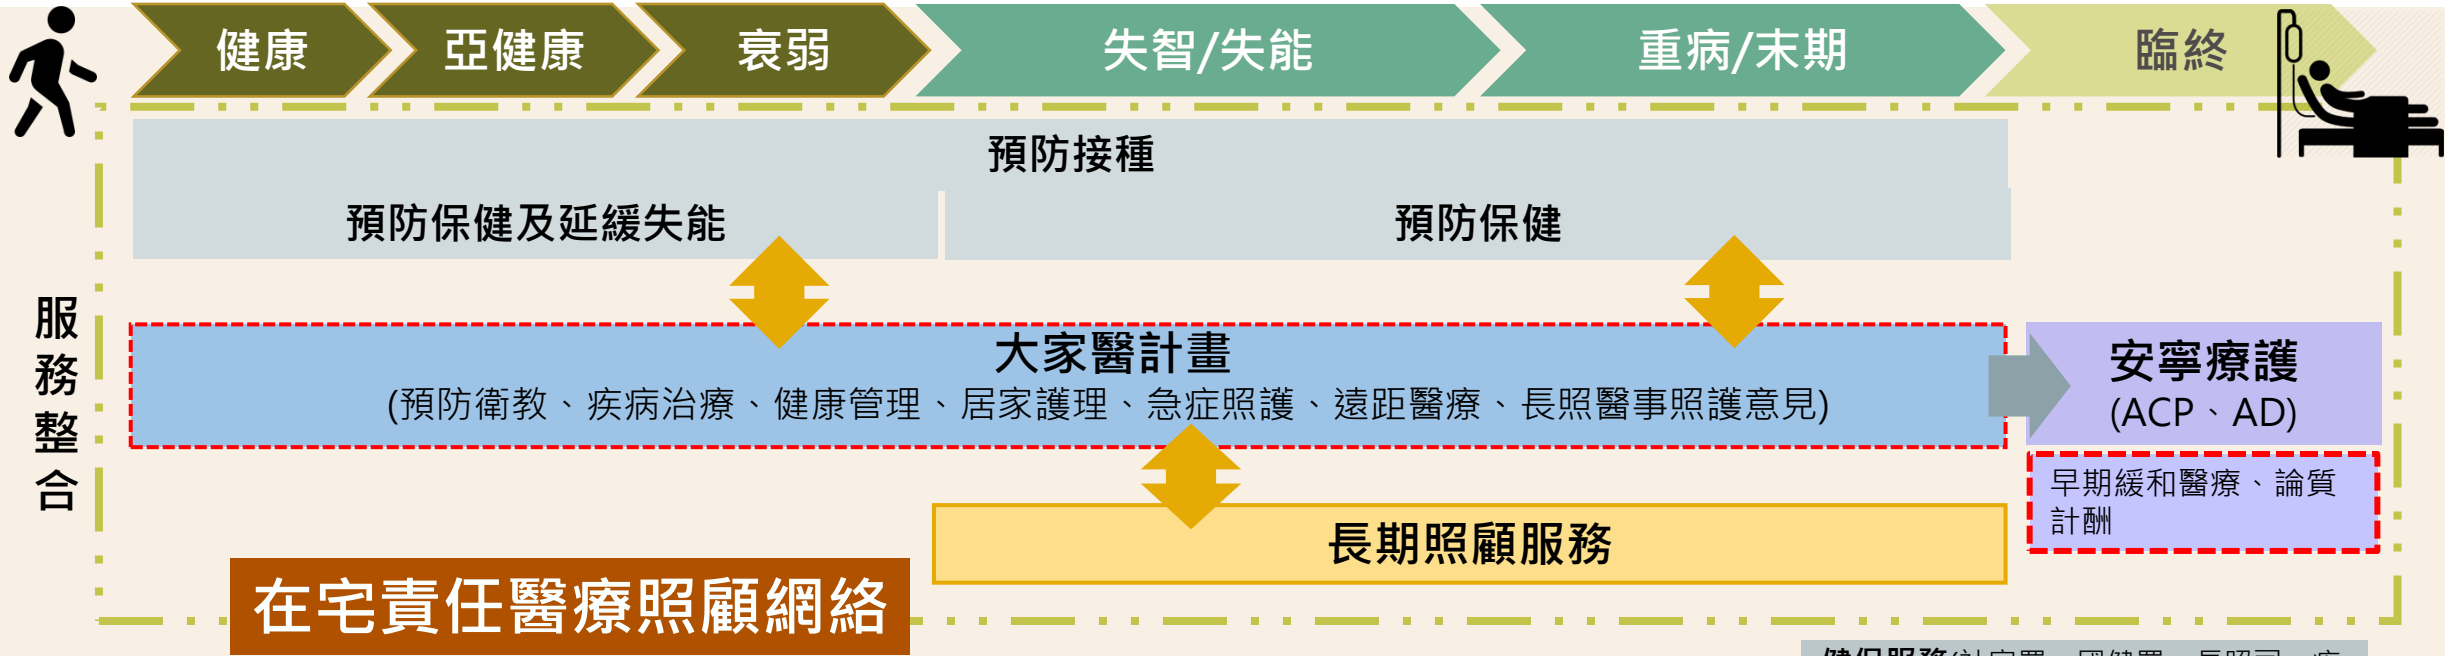 健康
亞健康
衰弱
失智/失能
重病/末期
臨終
預防接種
預防保健及延緩失能
預防保健
服務整合
大家醫計畫
(預防衛教、疾病治療、健康管理、居家護理、急症照護、遠距醫療、長照醫事照護意見)
安寧療護
(ACP、AD)
早期緩和醫療、論質
計酬
長期照顧服務
在宅責任醫療照顧網絡